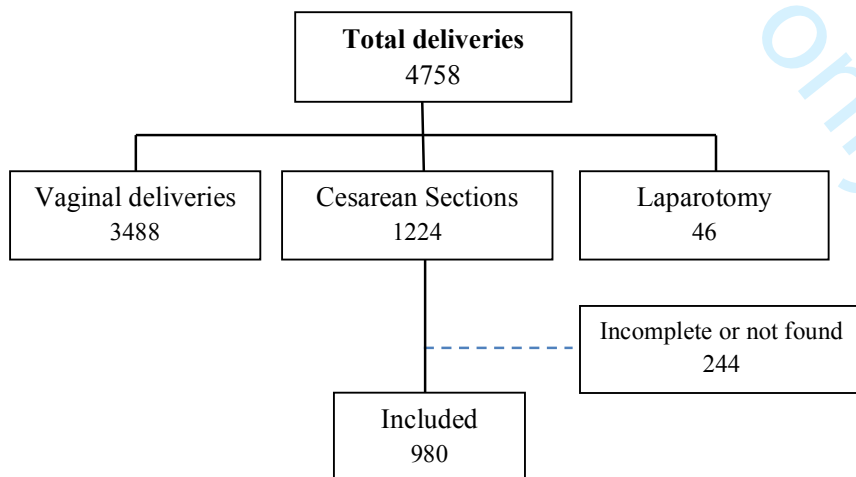 Total deliveries
4758
Vaginal deliveries
3488
Cesarean Sections
1224
Laparotomy
46
Incomplete or not found
244
Included
980